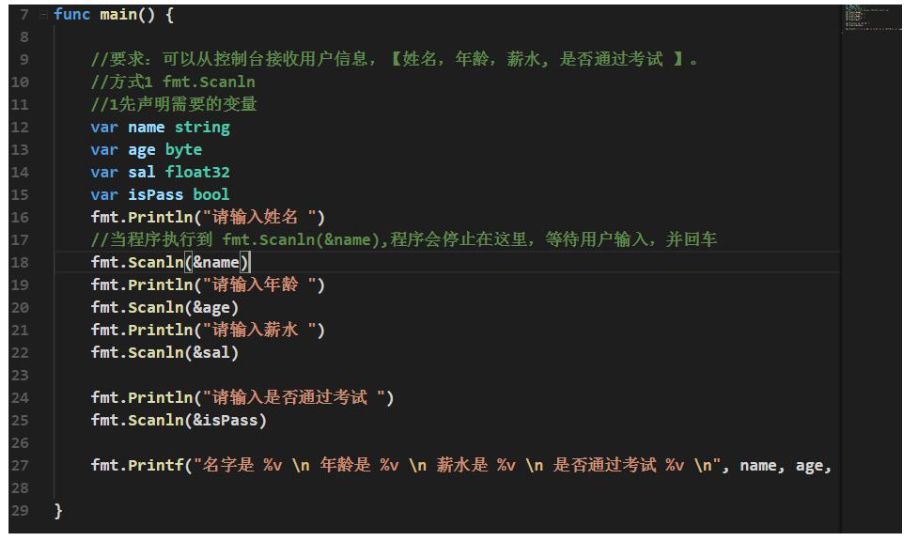 7 func main() {
8
9 //要求：可以从控制台接收用户信息，【姓名，年龄，薪水, 是否通过考试 】。
10 //方式1 fmt.Scanln
11 //1先声明需要的变量
12 var name string
13 var age byte
14 var sal float32
15 var isPass bool
16 fmt.Println("请输入姓名 ")
17 //当程序执行到 fmt.Scanln(&name),程序会停止在这里，等待用户输入，并回车
18 fmt.Scanln(&name)
19 fmt.Println("请输入年龄 ")
20 fmt.Scanln(&age)
21 fmt.Println("请输入薪水 ")
22 fmt.Scanln(&sal)
23
24 fmt.Println("请输入是否通过考试 ")
25 fmt.Scanln(&isPass)
26
27 fmt.Printf("名字是 %v \n 年龄是 %v \n 薪水是 %v \n 是否通过考试 %v \n", name, age,
28
29 }